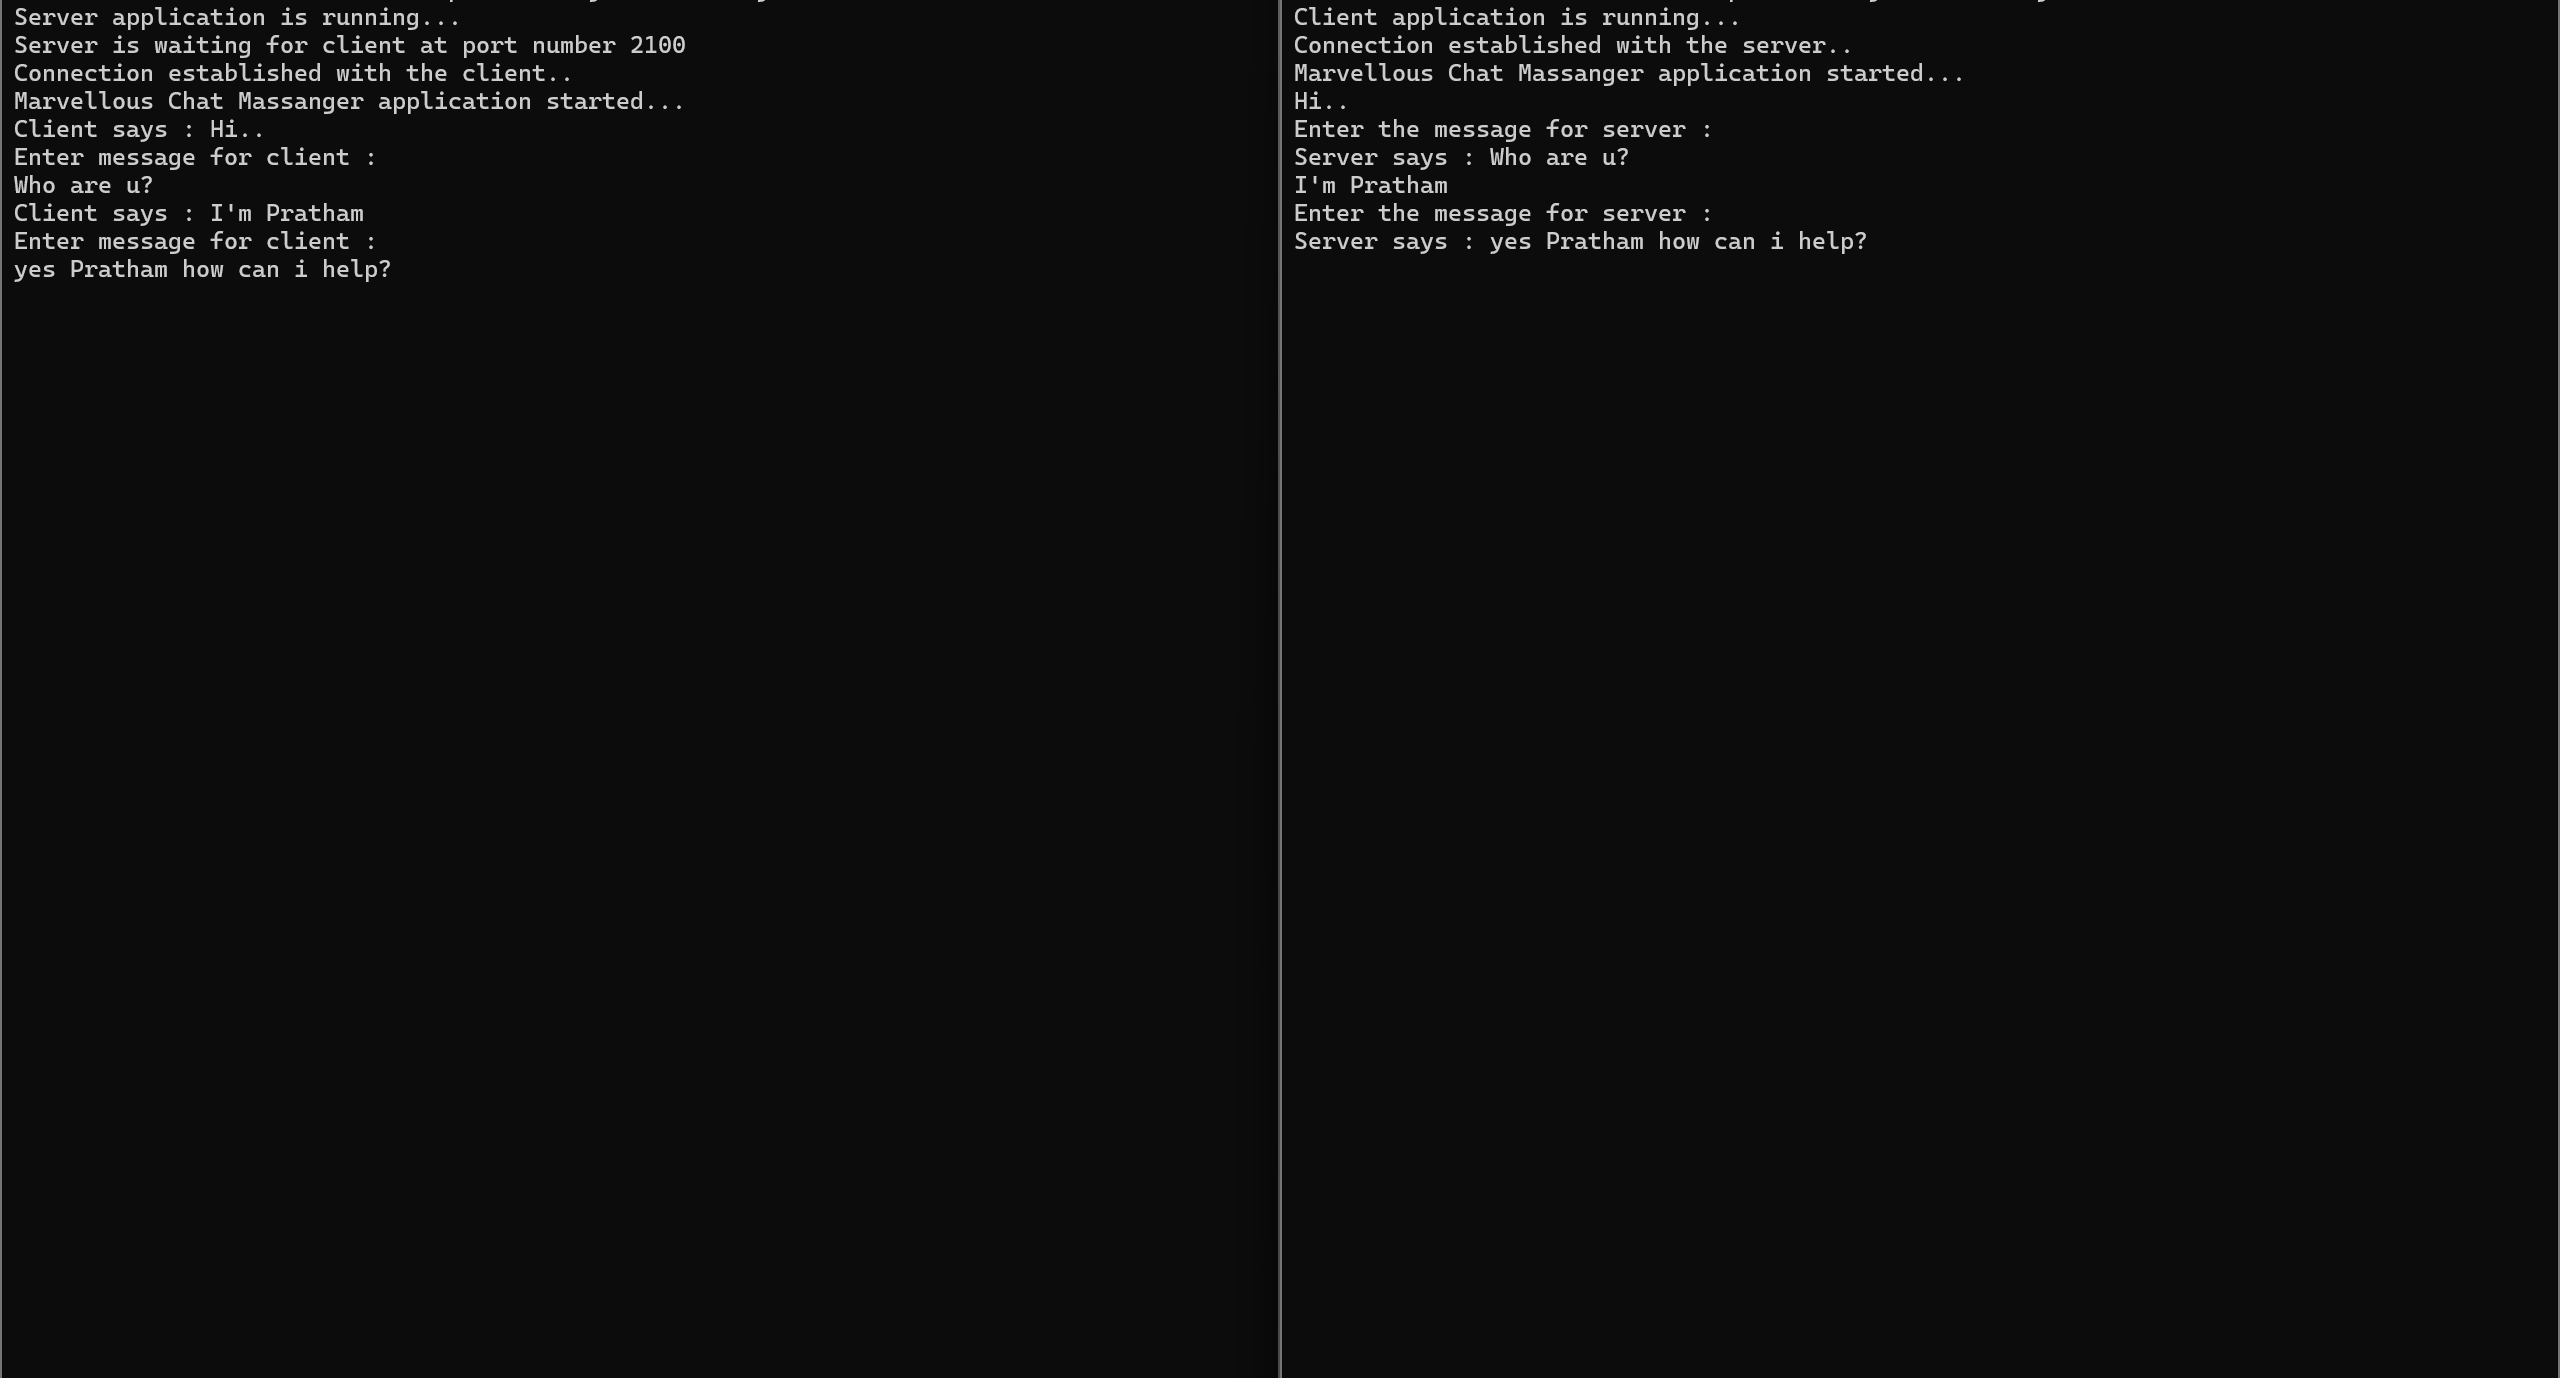 Server application is running...
Server is waiting for client at port number 2100
Connection established with the client..
Marvellous Chat Massanger application started...
Client says : Hi..
Enter message for client :
Who are u?
Client says : I'm Pratham
Enter message for client :
yes Pratham how can i help?
Client application is running...
Connection established with the server..
Marvellous Chat Massanger application started...
Hi..
Enter the message for server :
Server says : Who are u?
I'm Pratham
Enter the message for server :
Server says : yes Pratham how can i help?